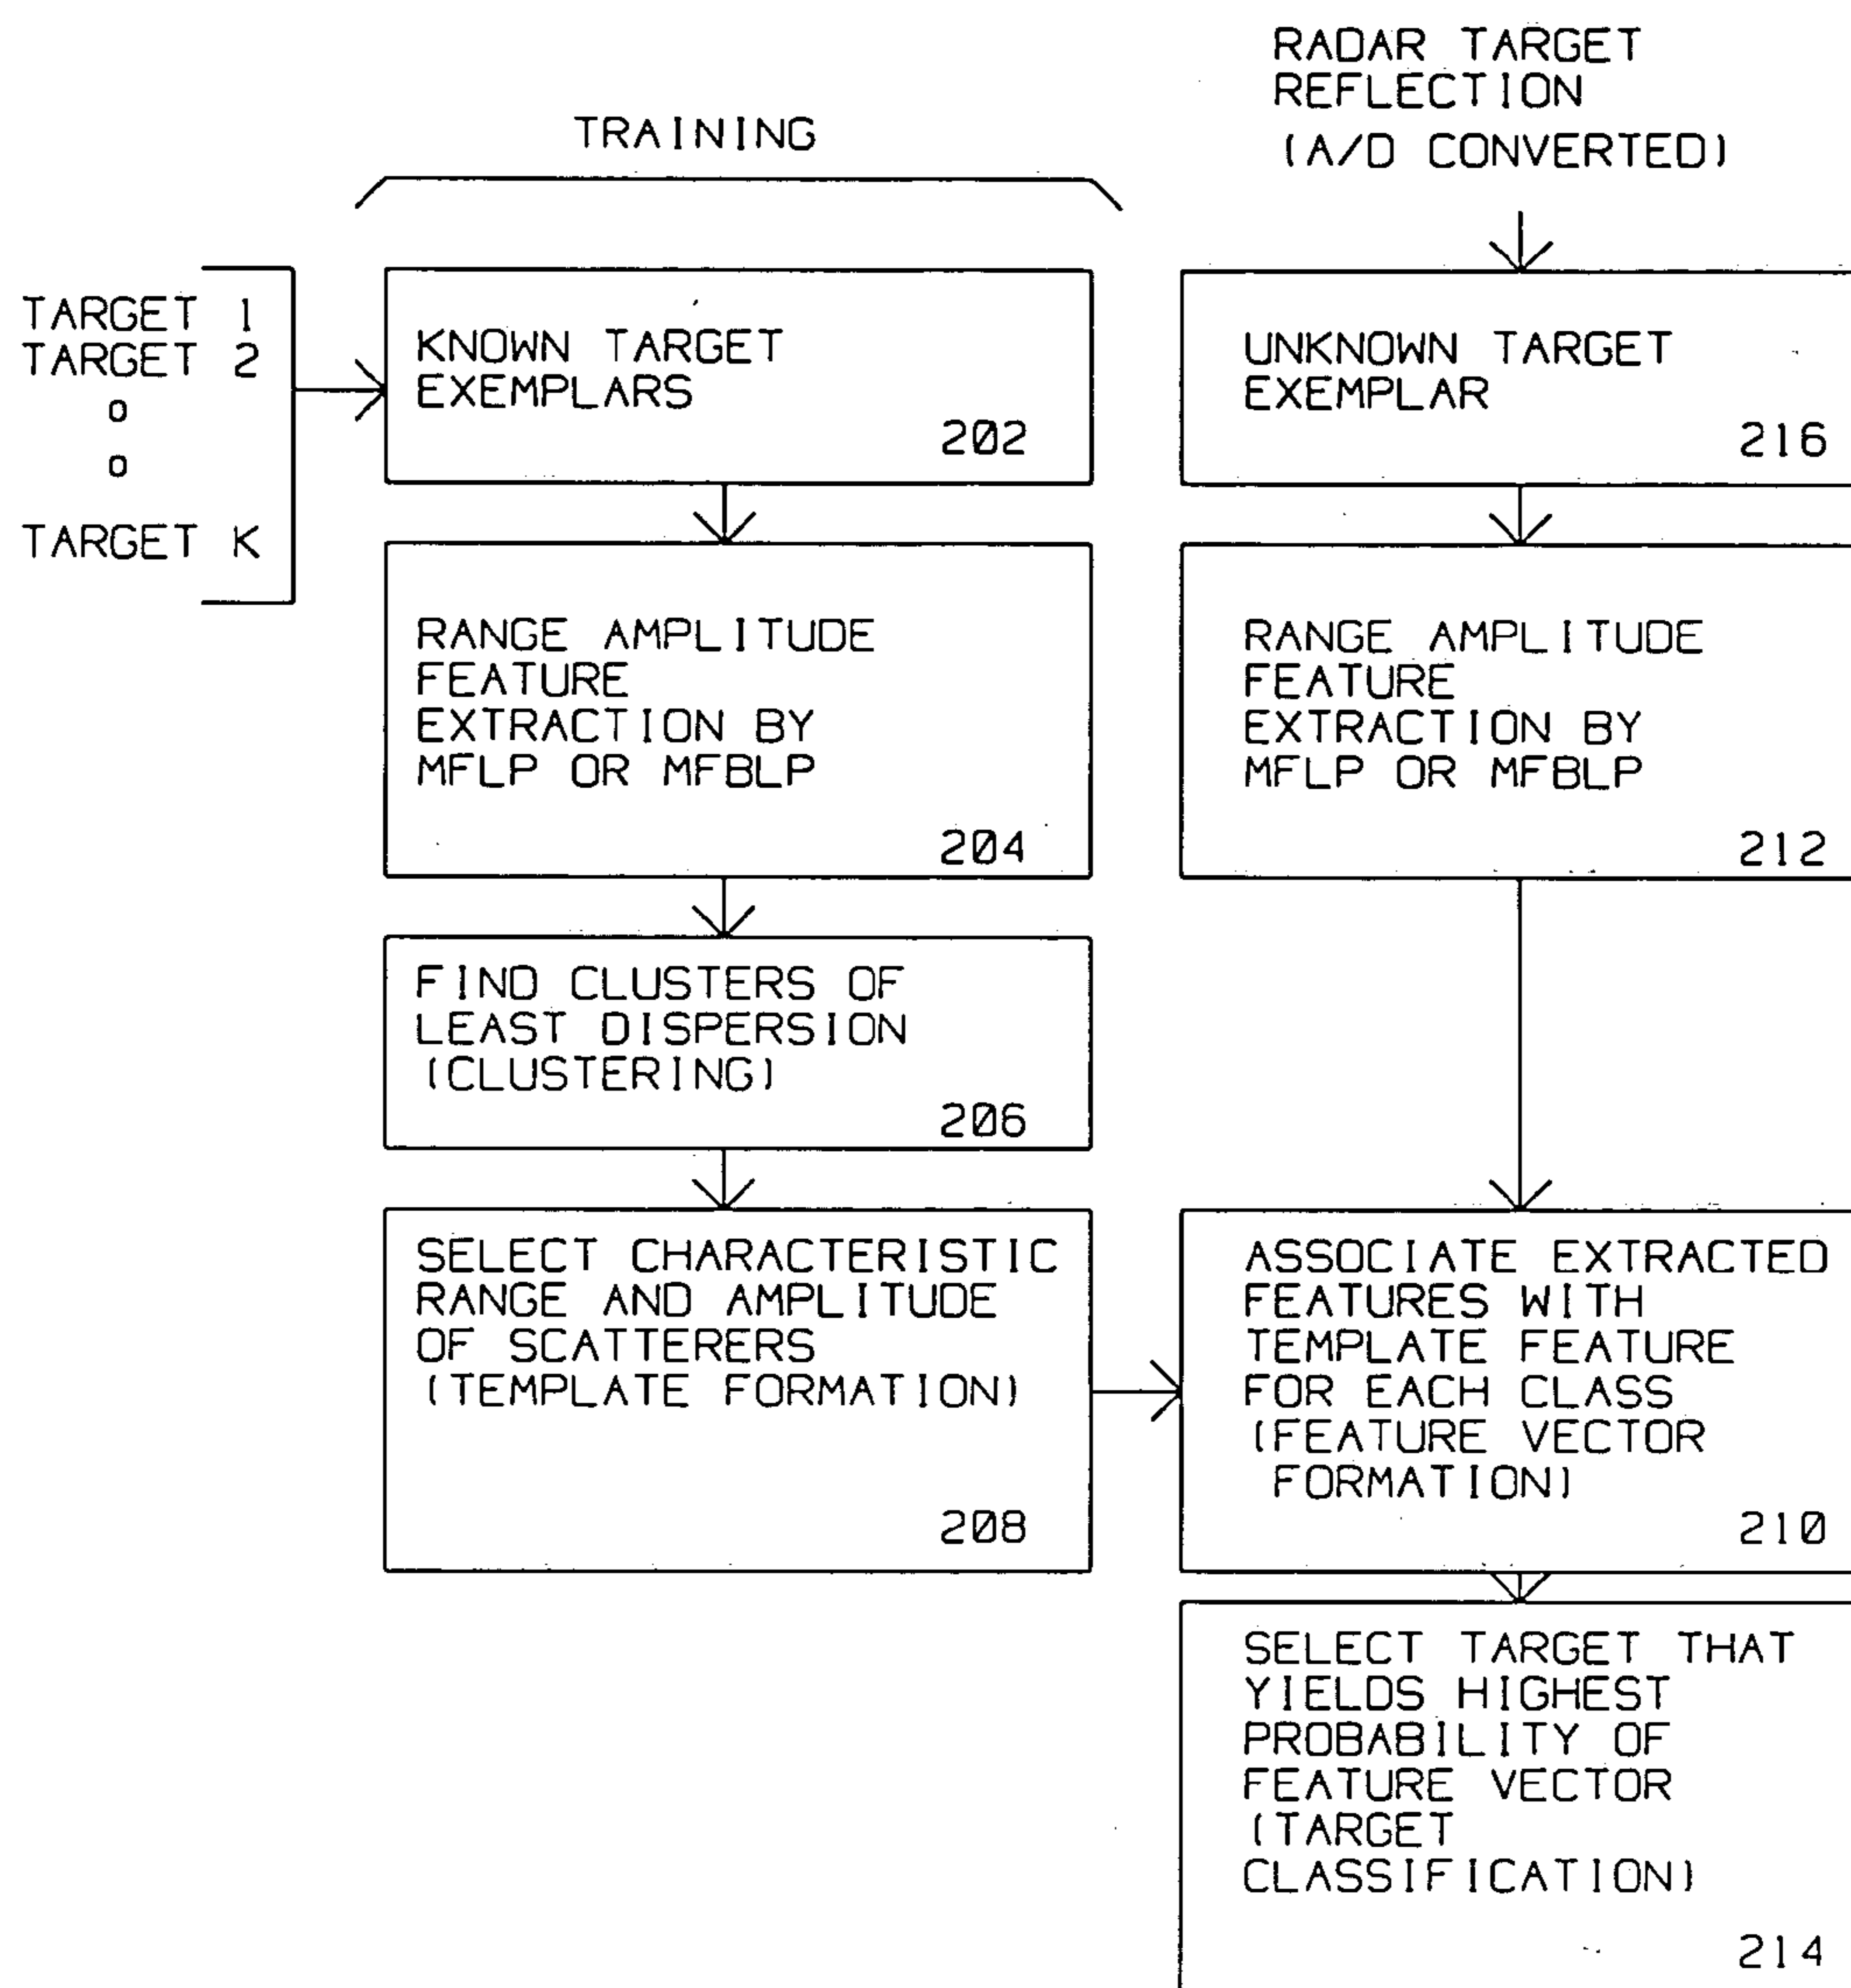 TRAINING
TARGET 1
TARGET 2
o
o
TARGET K
KNOWN TARGET
EXEMPLARS
202
RANGE AMPLITUDE
FEATURE
EXTRACTION BY
MFLP OR MFBLP
204
FIND CLUSTERS OF
LEAST DISPERSION
(CLUSTERING)
206
SELECT CHARACTERISTIC
RANGE AND AMPLITUDE
OF SCATTERERS
(TEMPLATE FORMATION)
208
RADAR TARGET
REFLECTION
(A/D CONVERTED)
UNKNOWN TARGET
EXEMPLAR
216
RANGE AMPLITUDE
FEATURE
EXTRACTION BY
MFLP OR MFBLP
212
ASSOCIATE EXTRACTED
FEATURES WITH
TEMPLATE FEATURE
FOR EACH CLASS
(FEATURE VECTOR
FORMATION)
210
SELECT TARGET THAT
YIELDS HIGHEST
PROBABILITY OF
FEATURE VECTOR
(TARGET
CLASSIFICATION)
214